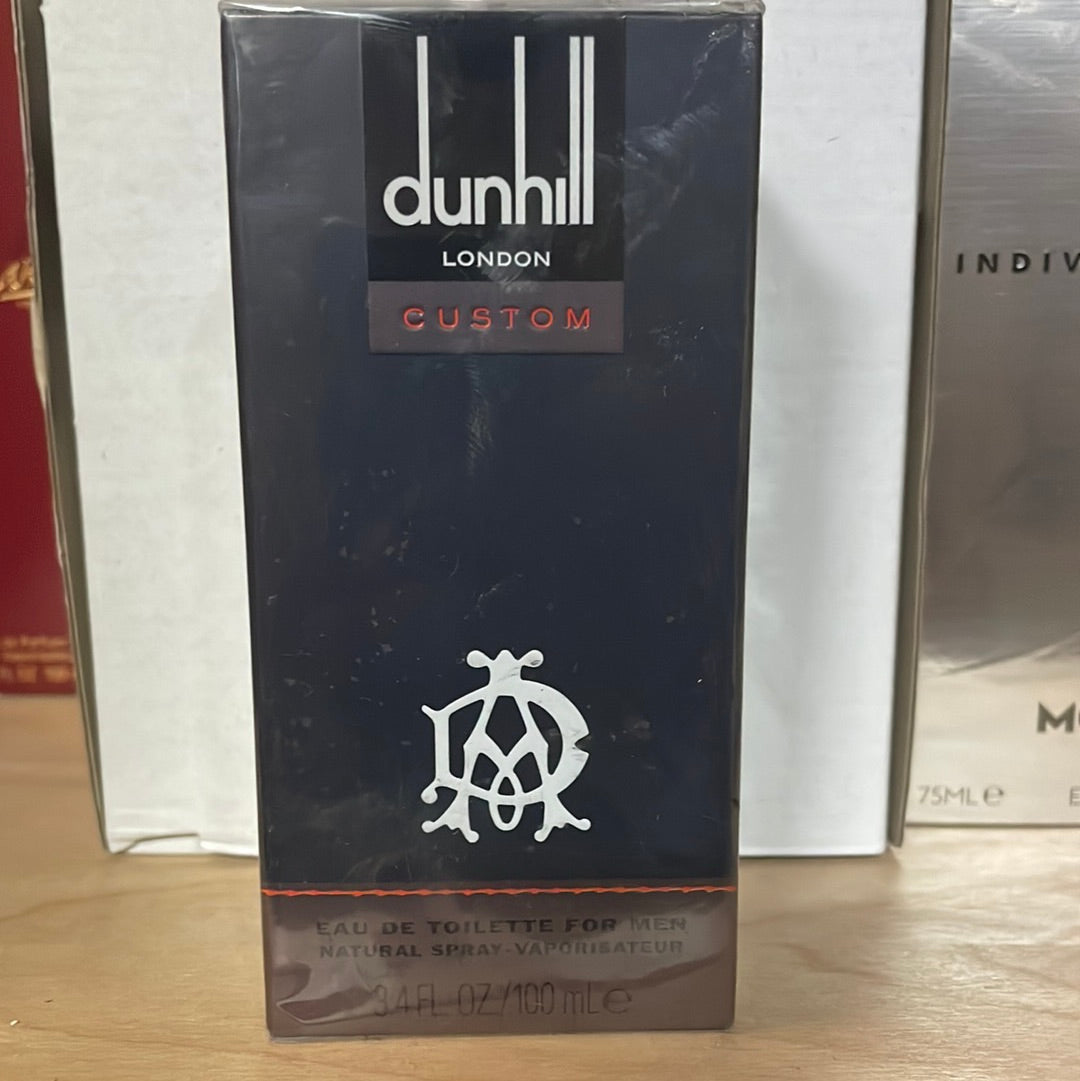 dunhill
LONDON
CUSTOM
EAU DE TOILETTE FOR MEN
NATURAL SPRAY-VAPORISATEUR
3.4 FL. OZ/100 mL ℮
INDIV
M
75ML ℮
E